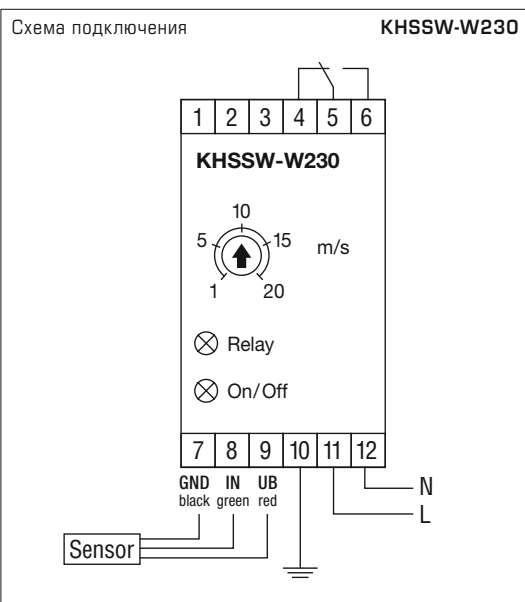 Схема подключения KHSSW-W230
1 2 3 4 5 6
KHSSW-W230
10
5 15 m/s
1 20
Relay
On/Off
7 8 9 10 11 12
GND IN UB
black green red
N
L
Sensor